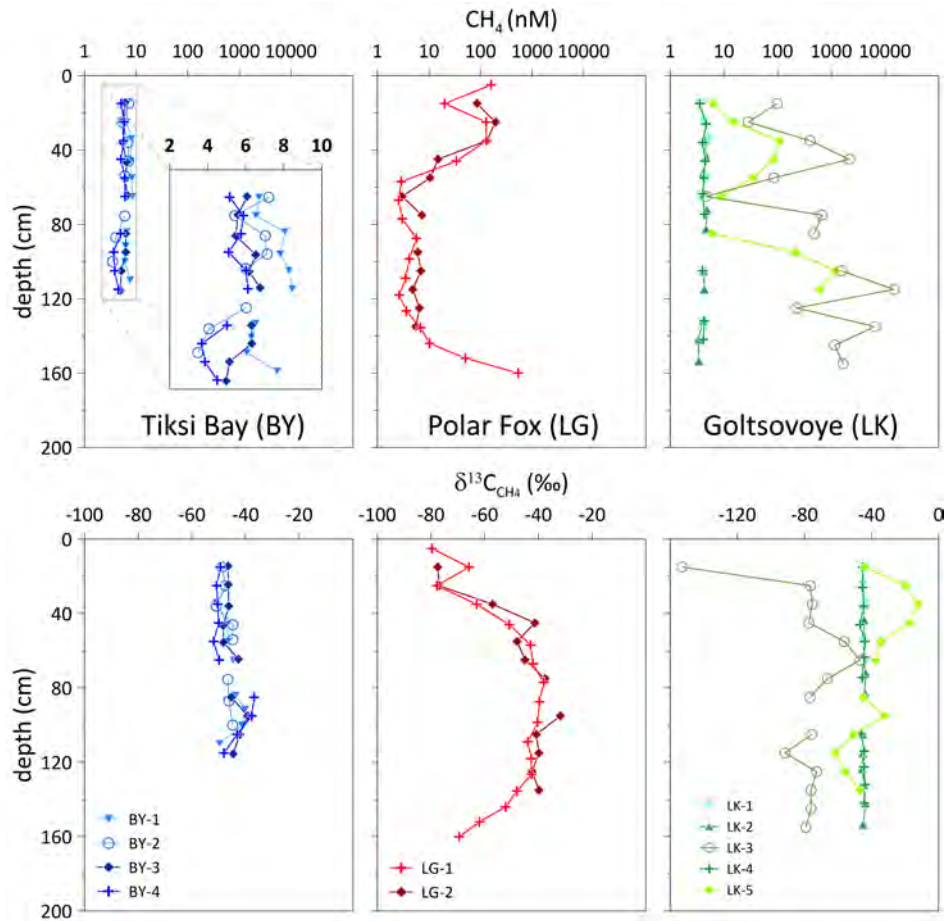 CH4 (nM)
1 10 100 1000 10000
1 10 100 1000 10000
1 10 100 1000 10000
depth (cm)
0
40
80
120
160
200
2 4 6 8 10
Tiksi Bay (BY)
Polar Fox (LG)
Goltsovoye (LK)
δ13C CH4 (‰)
-100 -80 -60 -40 -20
-100 -80 -60 -40 -20
-120 -80 -40 0
depth (cm)
0
40
80
120
160
200
BY-1
BY-2
BY-3
BY-4
LG-1
LG-2
LK-1
LK-2
LK-3
LK-4
LK-5